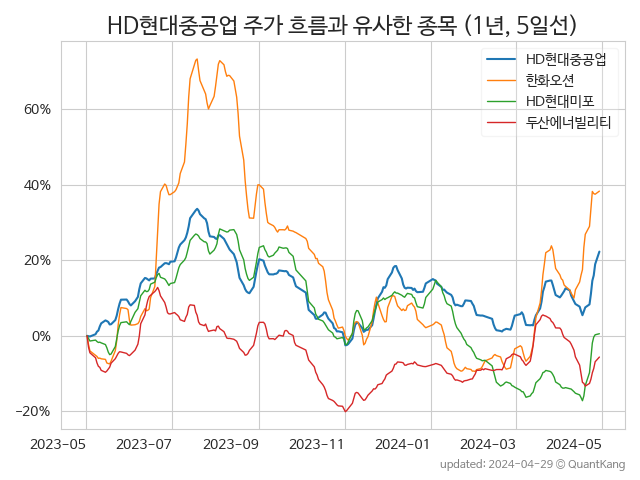 HD현대중공업 주가 흐름과 유사한 종목 (1년, 5일선)
HD현대중공업
한화오션
HD현대미포
두산에너빌리티
60%
40%
20%
0%
−20%
2023-05 2023-07 2023-09 2023-11 2024-01 2024-03 2024-05
updated: 2024-04-29 © QuantKang